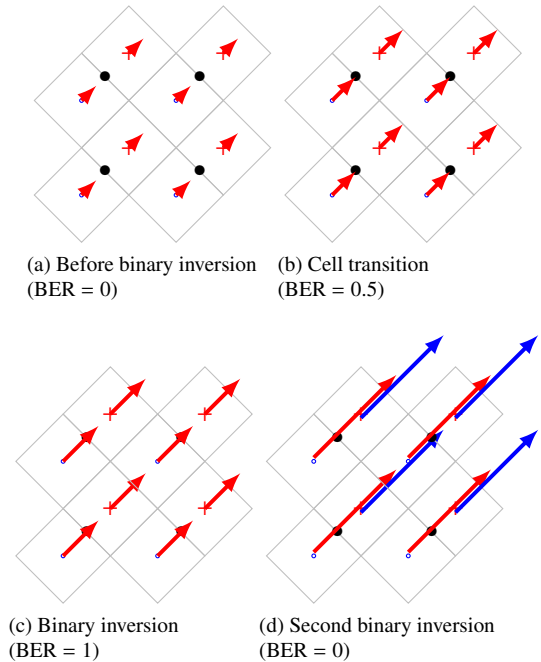 (a) Before binary inversion
(BER = 0)
(b) Cell transition
(BER = 0.5)
(c) Binary inversion
(BER = 1)
(d) Second binary inversion
(BER = 0)